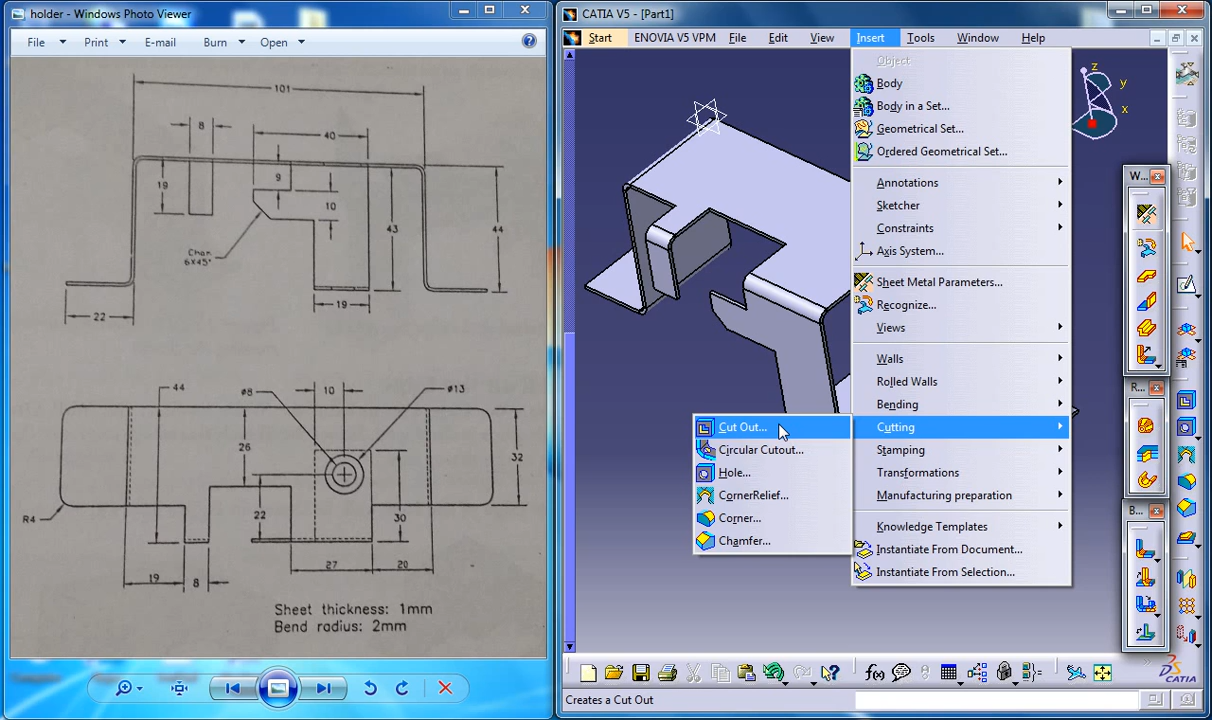 holder - Windows Photo Viewer
File Print E-mail Burn Open
101
8
40
19
9
10
43
44
Cham
6X45°
19
22
44
ø8
10
ø13
26
32
R4
22
30
27
20
19
8
Sheet thickness: 1mm
Bend radius: 2mm
CATIA V5 - [Part1]
Start ENOVIA V5 VPM File Edit View Insert Tools Window Help
Object
Body
Body in a Set...
Geometrical Set...
Ordered Geometrical Set...
Annotations
Sketcher
Constraints
Axis System...
Sheet Metal Parameters...
Recognize...
Views
Walls
Rolled Walls
Bending
Cutting
Stamping
Transformations
Manufacturing preparation
Knowledge Templates
Instantiate From Document...
Instantiate From Selection...
Cut Out...
Circular Cutout...
Hole...
CornerRelief...
Corner...
Chamfer...
z
y
x
W...
R...
B...
f(x)
CATIA
Creates a Cut Out